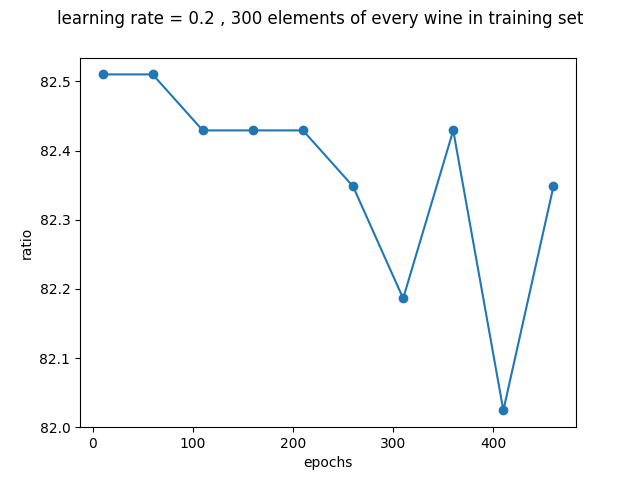 learning rate = 0.2 , 300 elements of every wine in training set
82.5
82.4
82.3
82.2
82.1
82.0
ratio
0 100 200 300 400
epochs